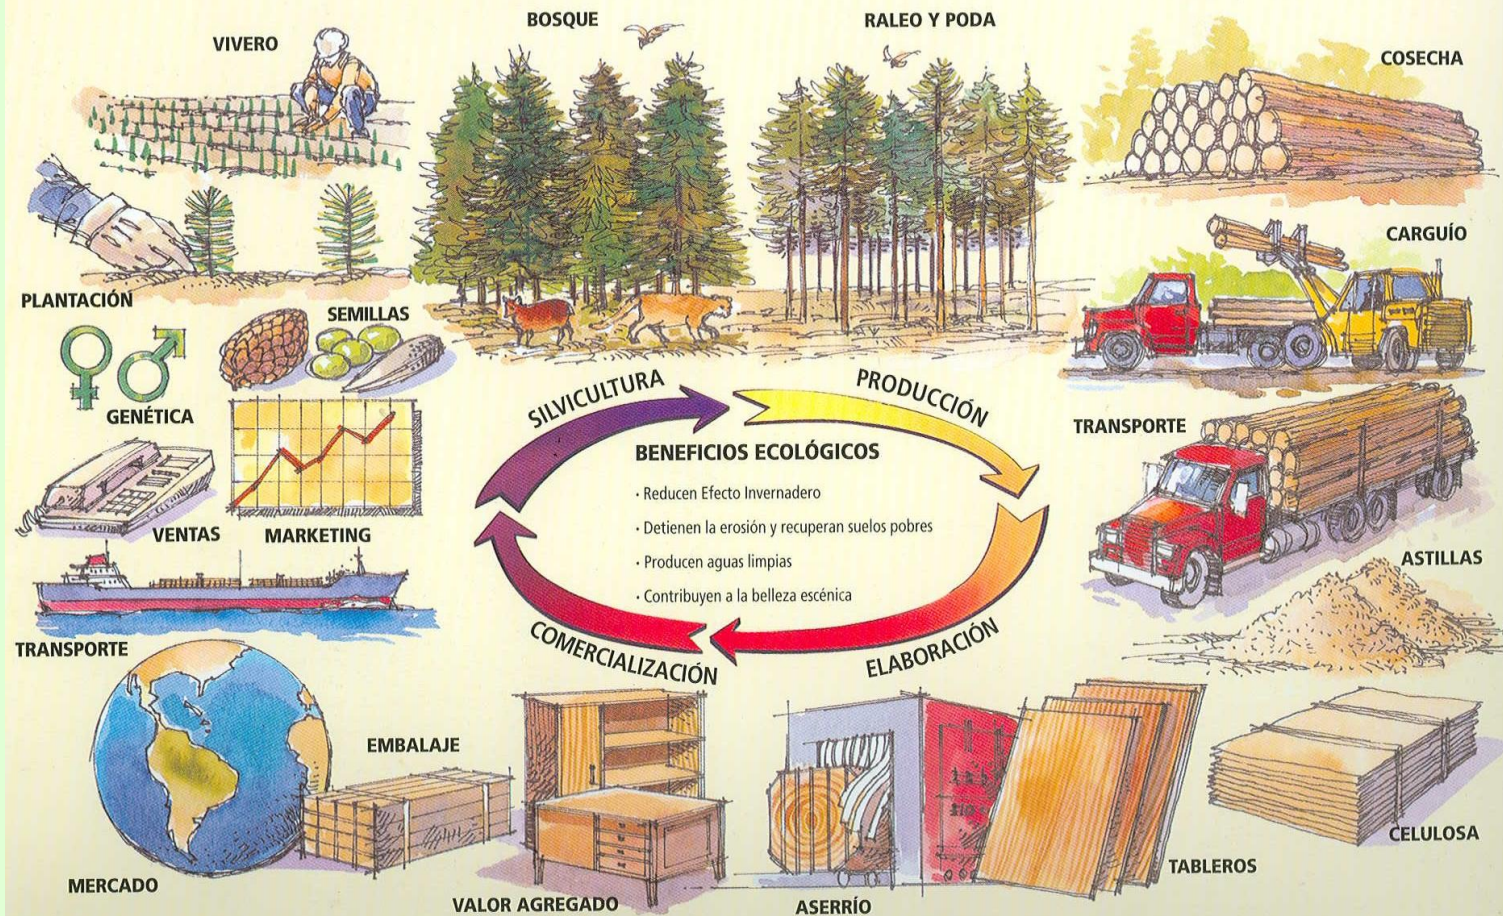 VIVERO
BOSQUE
RALEO Y PODA
COSECHA
CARGUÍO
PLANTACIÓN
SEMILLAS
GENÉTICA
SILVICULTURA
PRODUCCIÓN
TRANSPORTE
BENEFICIOS ECOLÓGICOS
· Reducen Efecto Invernadero
· Detienen la erosión y recuperan suelos pobres
· Producen aguas limpias
· Contribuyen a la belleza escénica
VENTAS
MARKETING
ASTILLAS
TRANSPORTE
COMERCIALIZACIÓN
ELABORACIÓN
EMBALAJE
MERCADO
VALOR AGREGADO
ASERRÍO
TABLEROS
CELULOSA